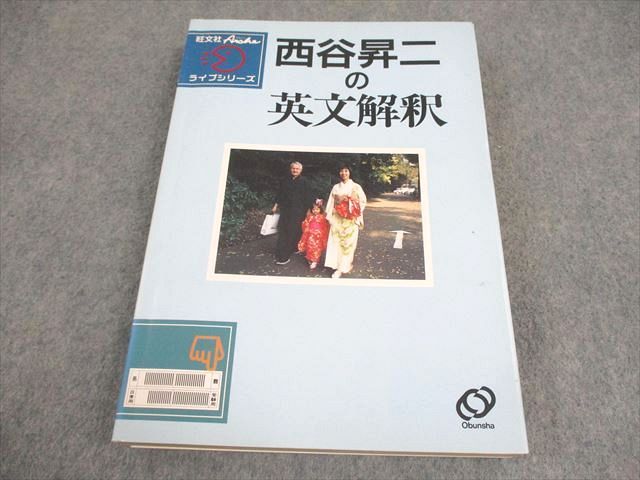 旺文社 Arche
ライブシリーズ
西谷昇二
の
英文解釈
Obunsha